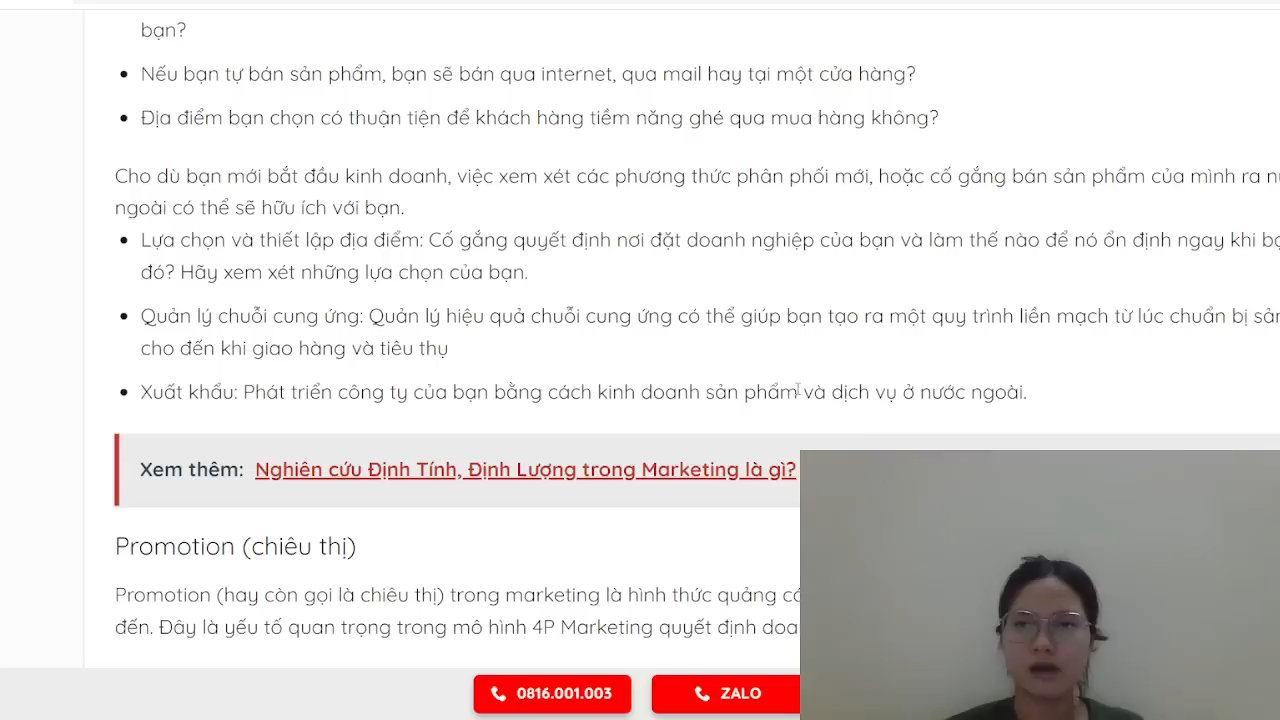 bạn?
Nếu bạn tự bán sản phẩm, bạn sẽ bán qua internet, qua mail hay tại một cửa hàng?
Địa điểm bạn chọn có thuận tiện để khách hàng tiềm năng ghé qua mua hàng không?
Cho dù bạn mới bắt đầu kinh doanh, việc xem xét các phương thức phân phối mới, hoặc cố gắng bán sản phẩm của mình ra
ngoài có thể sẽ hữu ích với bạn.
Lựa chọn và thiết lập địa điểm: Cố gắng quyết định nơi đặt doanh nghiệp của bạn và làm thế nào để nó ổn định ngay khi
đó? Hãy xem xét những lựa chọn của bạn.
Quản lý chuỗi cung ứng: Quản lý hiệu quả chuỗi cung ứng có thể giúp bạn tạo ra một quy trình liền mạch từ lúc chuẩn bị
cho đến khi giao hàng và tiêu thụ
Xuất khẩu: Phát triển công ty của bạn bằng cách kinh doanh sản phẩm và dịch vụ ở nước ngoài.
Xem thêm: Nghiên cứu Định Tính, Định Lượng trong Marketing là gì?
Promotion (chiêu thị)
Promotion (hay còn gọi là chiêu thị) trong marketing là hình thức quảng
đến. Đây là yếu tố quan trọng trong mô hình 4P Marketing quyết định
0816.001.003
ZALO